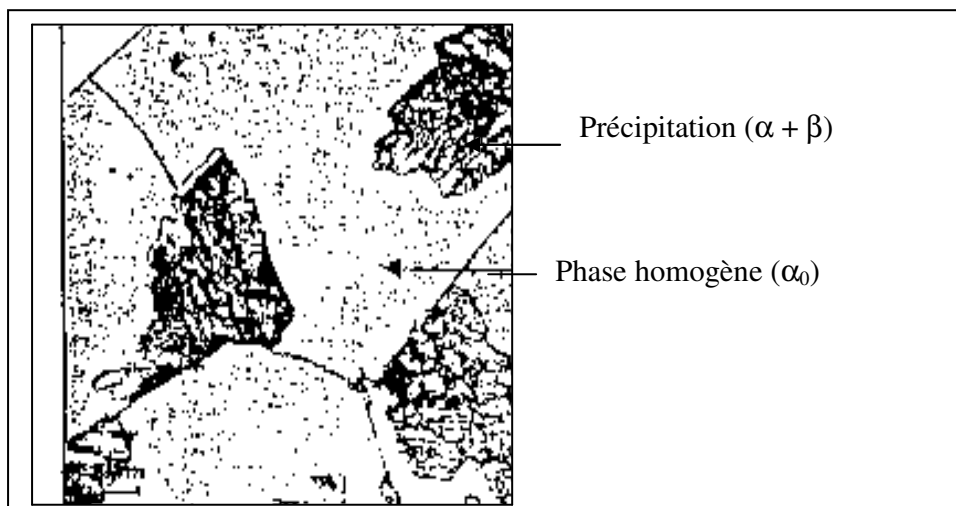 Précipitation (α + β)
Phase homogène (α₀)